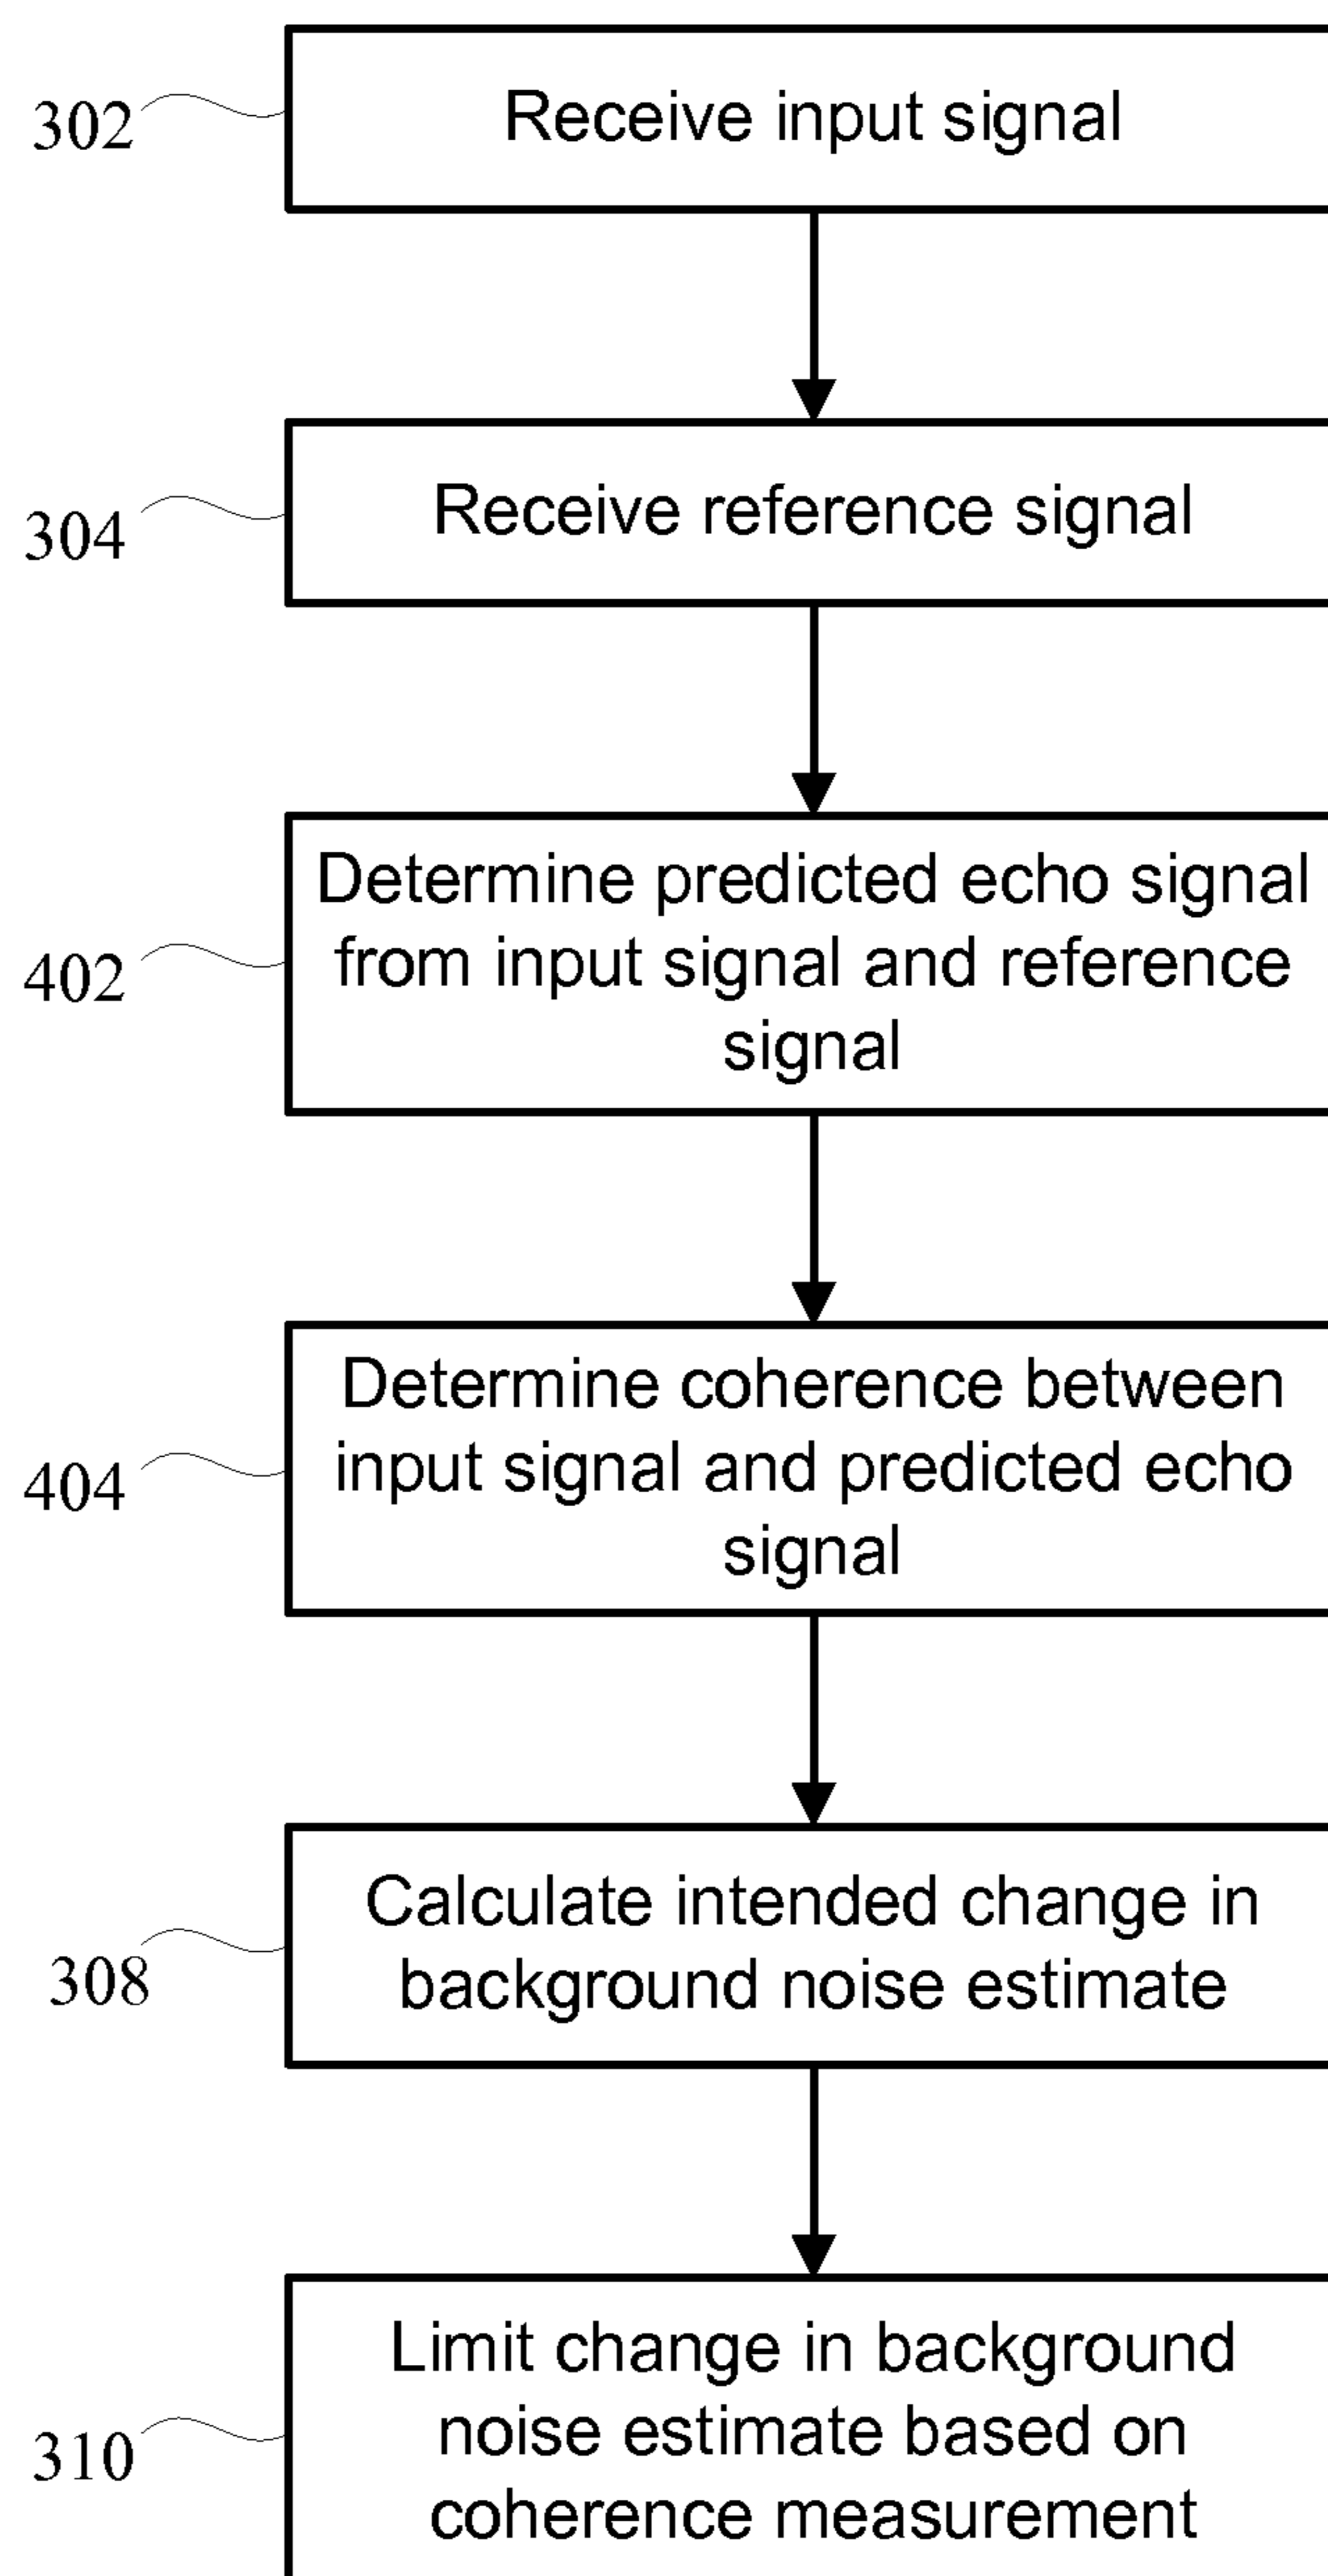 302
Receive input signal
304
Receive reference signal
402
Determine predicted echo signal
from input signal and reference
signal
404
Determine coherence between
input signal and predicted echo
signal
308
Calculate intended change in
background noise estimate
310
Limit change in background
noise estimate based on
coherence measurement